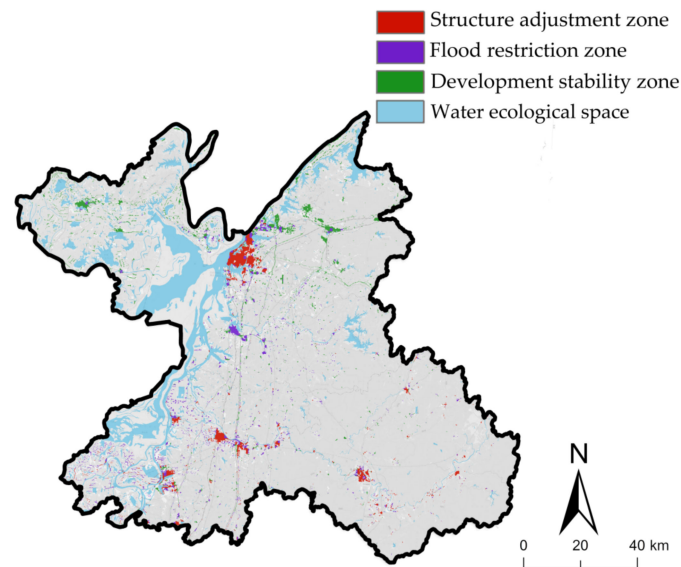 Structure adjustment zone
Flood restriction zone
Development stability zone
Water ecological space
N
0 20 40 km